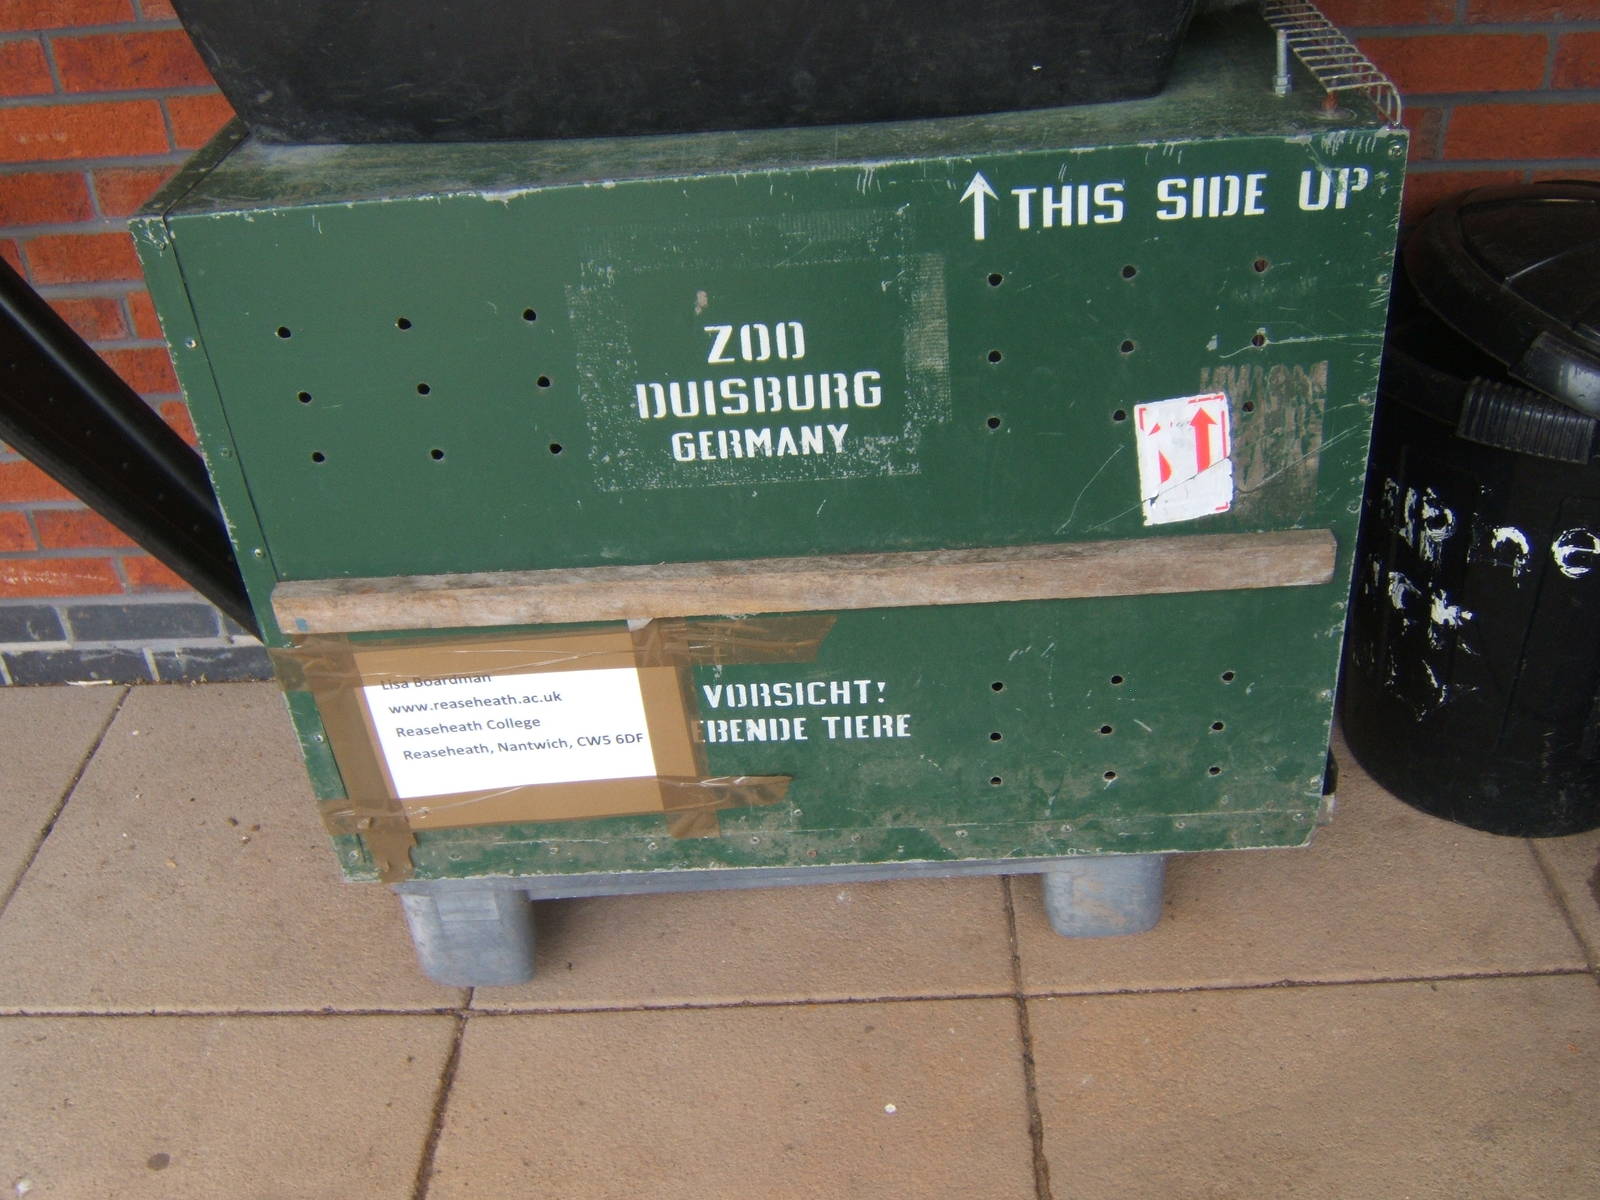 ↑ THIS SIDE UP
ZOO
DUISBURG
GERMANY
Lisa Boardman
www.reaseheath.ac.uk
Reaseheath College
Reaseheath, Nantwich, CW5 6DF
VORSICHT!
EBENDE TIERE